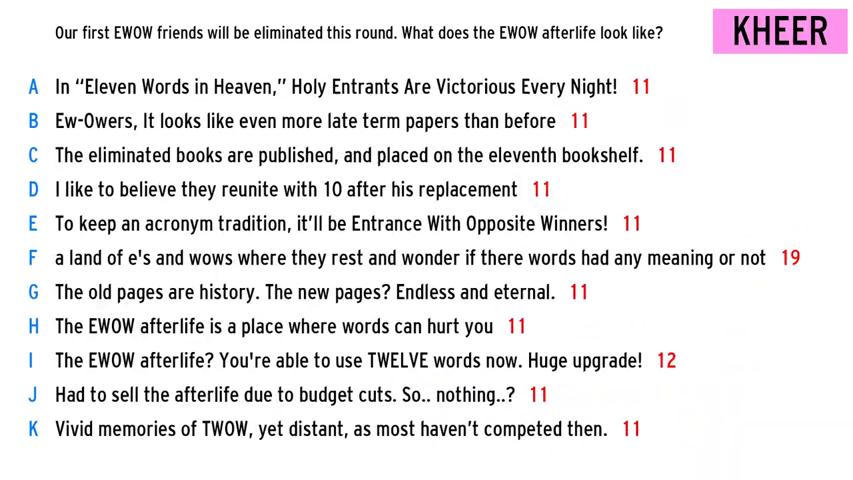 Our first EWOW friends will be eliminated this round. What does the EWOW afterlife look like?
KHEER
A In “Eleven Words in Heaven,” Holy Entrants Are Victorious Every Night! 11
B Ew-Owers, It looks like even more late term papers than before 11
C The eliminated books are published, and placed on the eleventh bookshelf. 11
D I like to believe they reunite with 10 after his replacement 11
E To keep an acronym tradition, it’ll be Entrance With Opposite Winners! 11
F a land of e's and wows where they rest and wonder if there words had any meaning or not 19
G The old pages are history. The new pages? Endless and eternal. 11
H The EWOW afterlife is a place where words can hurt you 11
I The EWOW afterlife? You're able to use TWELVE words now. Huge upgrade! 12
J Had to sell the afterlife due to budget cuts. So.. nothing..? 11
K Vivid memories of TWOW, yet distant, as most haven’t competed then. 11